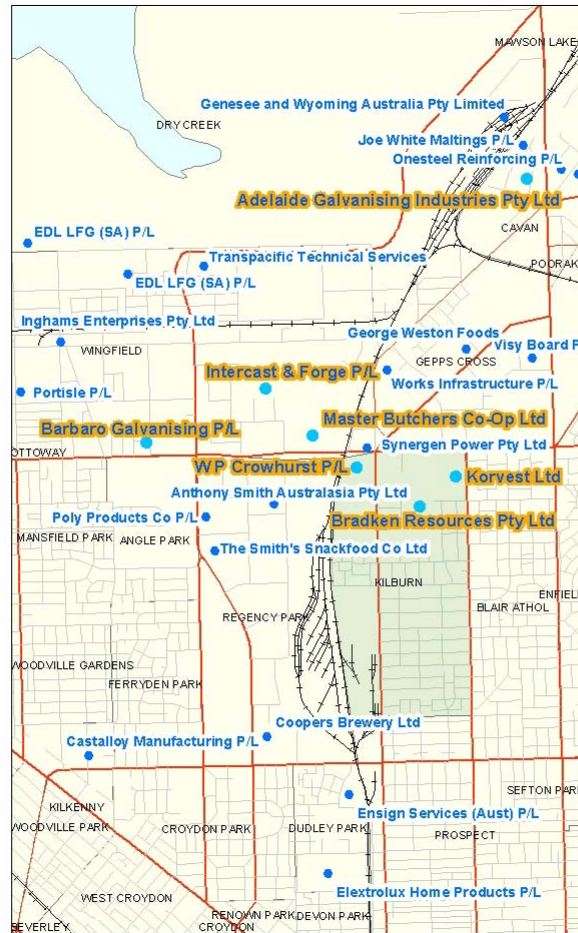 MAWSON LAKE
Genesee and Wyoming Australia Pty Limited
DRY CREEK
Joe White Maltings P/L
Onesteel Reinforcing P/L
Adelaide Galvanising Industries Pty Ltd
CAVAN
EDL LFG (SA) P/L
Transpacific Technical Services
POORAK
EDL LFG (SA) P/L
Inghams Enterprises Pty Ltd
George Weston Foods
WINGFIELD
GEPPS CROSS
Visy Board P
Intercast & Forge P/L
Works Infrastructure P/L
Portisle P/L
Master Butchers Co-Op Ltd
Barbaro Galvanising P/L
Synergen Power Pty Ltd
OTTOWAY
WP Crowhurst P/L
Korvest Ltd
Anthony Smith Australasia Pty Ltd
Poly Products Co P/L
Bradken Resources Pty Ltd
MANSFIELD PARK
ANGLE PARK
The Smith's Snackfood Co Ltd
KILBURN
ENFIE
BLAIR ATHOL
REGENCY PARK
WOODVILLE GARDENS
FERRYDEN PARK
Coopers Brewery Ltd
Castalloy Manufacturing P/L
SEFTON PAR
KILKENNY
Ensign Services (Aust) P/L
WOODVILLE PARK
CROYDON PARK
DUDLEY PARK
PROSPECT
Elextrolux Home Products P/L
WEST CROYDON
RENOWN PARK
DEVON PARK
BEVERLEY
CROYDON